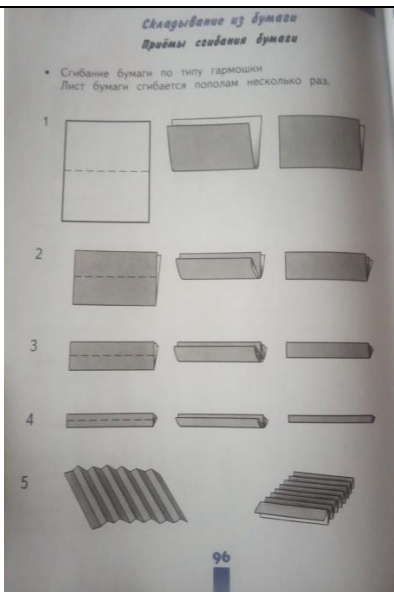 Складывание из бумаги
Приёмы сгибания бумаги
• Сгибание бумаги по типу гармошки
Лист бумаги сгибается пополам несколько раз.
1
2
3
4
5
96